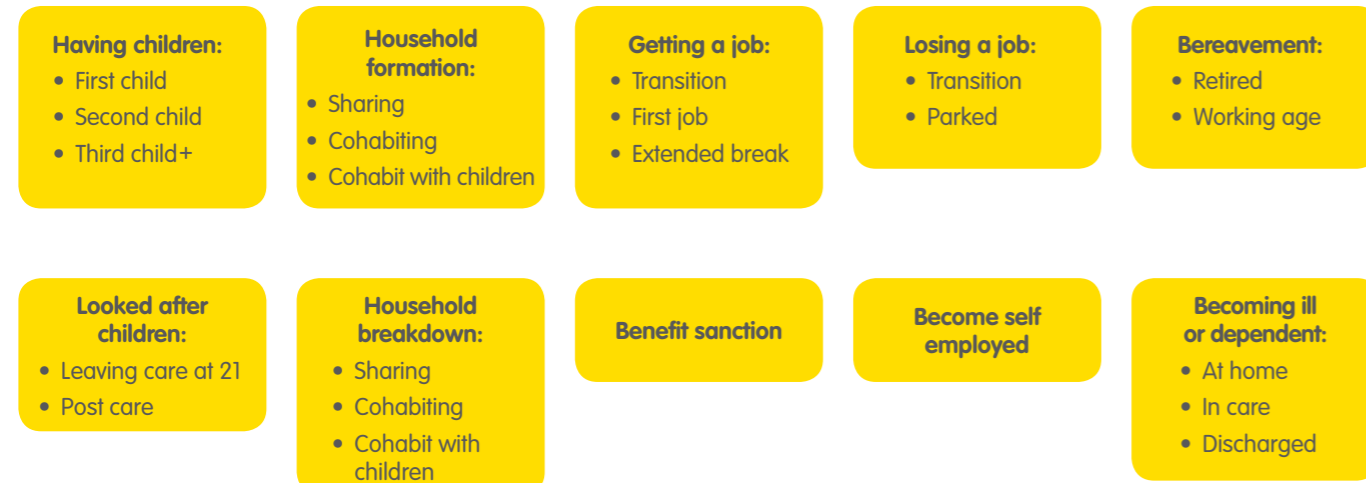 Having children:
• First child
• Second child
• Third child+
Household
formation:
• Sharing
• Cohabiting
• Cohabit with children
Getting a job:
• Transition
• First job
• Extended break
Losing a job:
• Transition
• Parked
Bereavement:
• Retired
• Working age
Looked after
children:
• Leaving care at 21
• Post care
Household
breakdown:
• Sharing
• Cohabiting
• Cohabit with
children
Benefit sanction
Become self
employed
Becoming ill
or dependent:
• At home
• In care
• Discharged